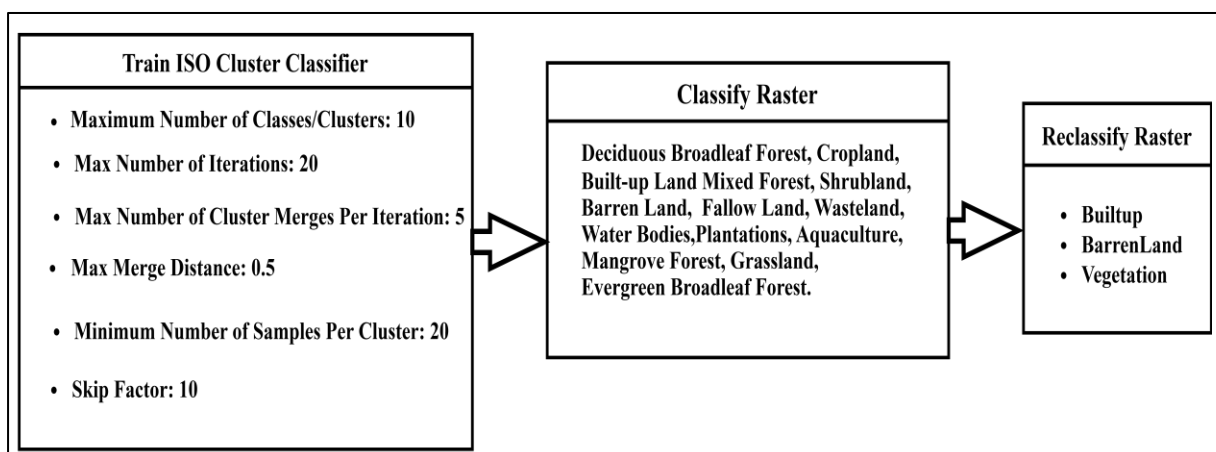 Train ISO Cluster Classifier
• Maximum Number of Classes/Clusters: 10
• Max Number of Iterations: 20
• Max Number of Cluster Merges Per Iteration: 5
• Max Merge Distance: 0.5
• Minimum Number of Samples Per Cluster: 20
• Skip Factor: 10
Classify Raster
Deciduous Broadleaf Forest, Cropland,
Built-up Land Mixed Forest, Shrubland,
Barren Land, Fallow Land, Wasteland,
Water Bodies,Plantations, Aquaculture,
Mangrove Forest, Grassland,
Evergreen Broadleaf Forest.
Reclassify Raster
• Builtup
• BarrenLand
• Vegetation